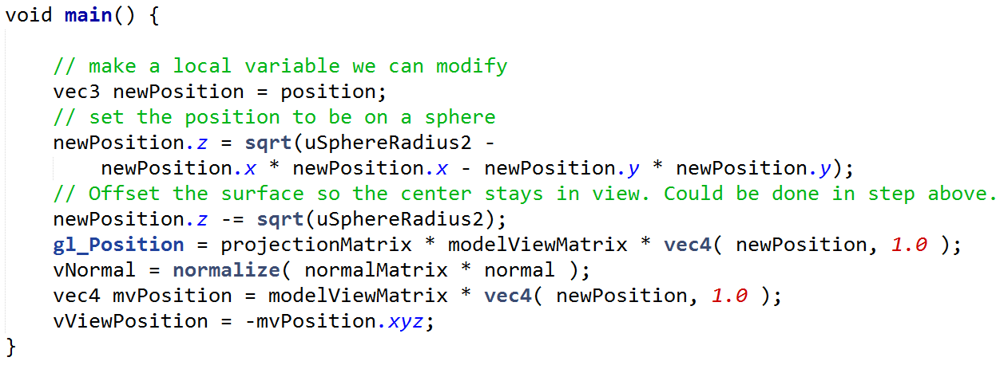 void main() {
// make a local variable we can modify
vec3 newPosition = position;
// set the position to be on a sphere
newPosition.z = sqrt(uSphereRadius2 -
newPosition.x * newPosition.x - newPosition.y * newPosition.y);
// Offset the surface so the center stays in view. Could be done in step above.
newPosition.z -= sqrt(uSphereRadius2);
gl_Position = projectionMatrix * modelViewMatrix * vec4( newPosition, 1.0 );
vNormal = normalize( normalMatrix * normal );
vec4 mvPosition = modelViewMatrix * vec4( newPosition, 1.0 );
vViewPosition = -mvPosition.xyz;
}